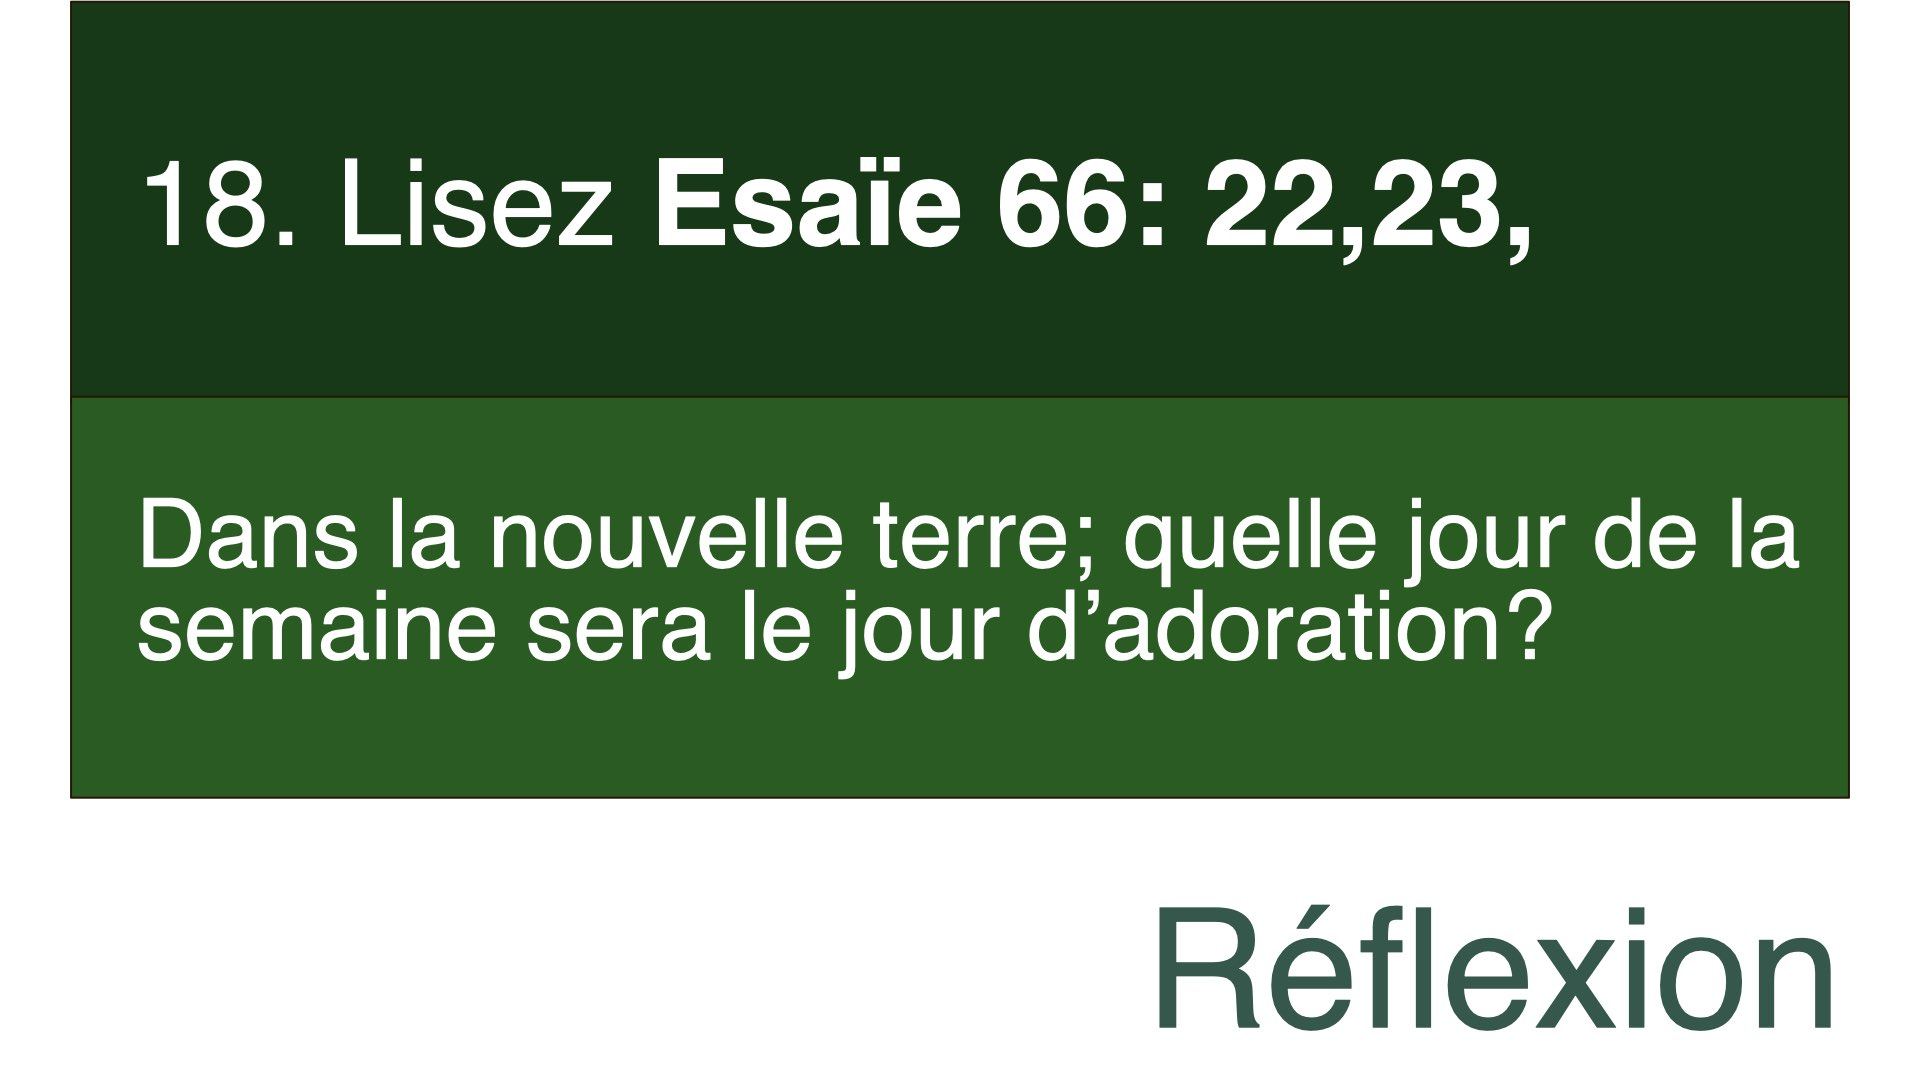 18. Lisez Esaïe 66: 22,23,
Dans la nouvelle terre; quelle jour de la
semaine sera le jour d’adoration?
Réflexion